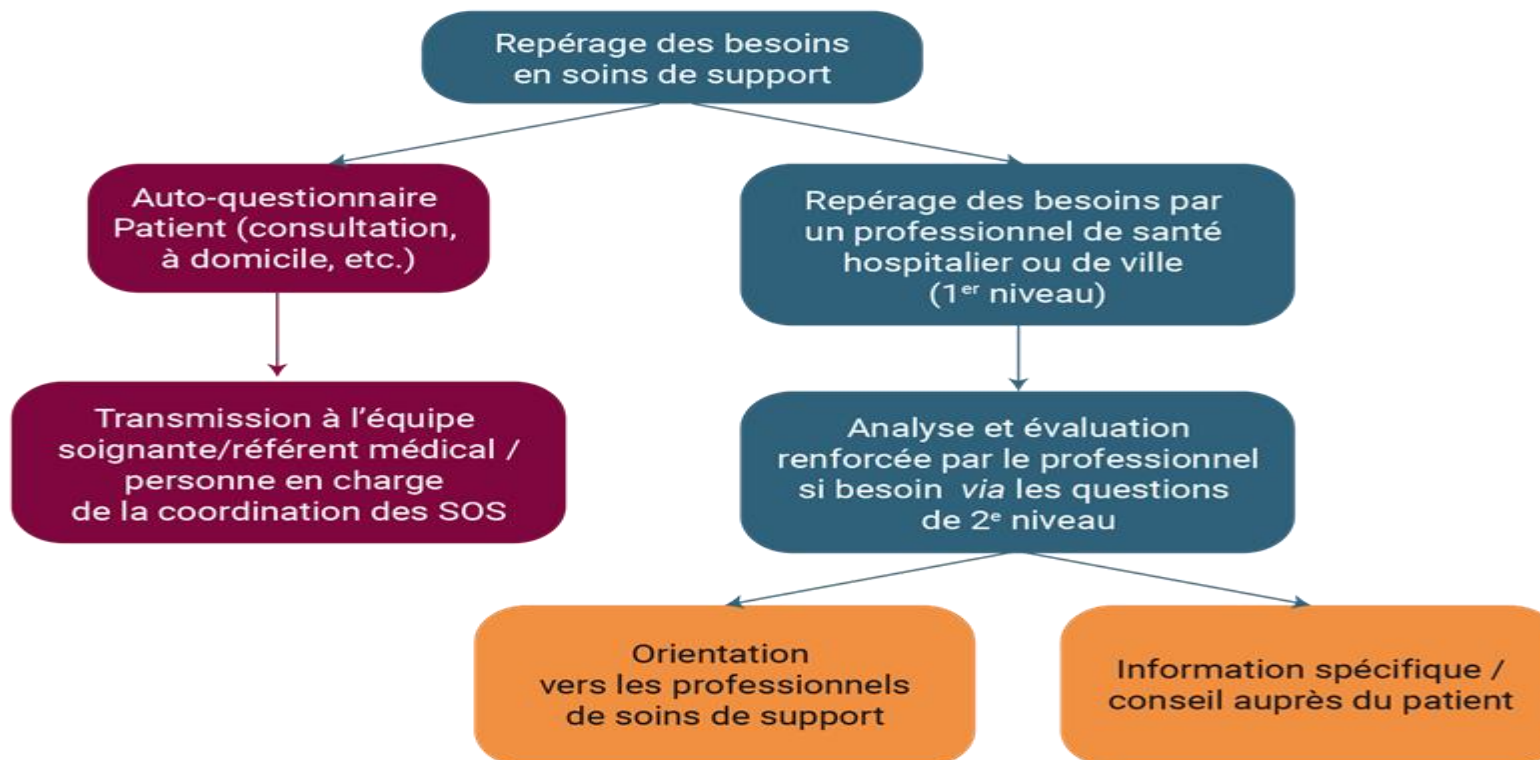 Repérage des besoins
en soins de support
Auto-questionnaire
Patient (consultation,
à domicile, etc.)
Repérage des besoins par
un professionnel de santé
hospitalier ou de ville
(1er niveau)
Transmission à l’équipe
soignante/référent médical /
personne en charge
de la coordination des SOS
Analyse et évaluation
renforcée par le professionnel
si besoin via les questions
de 2e niveau
Orientation
vers les professionnels
de soins de support
Information spécifique /
conseil auprès du patient